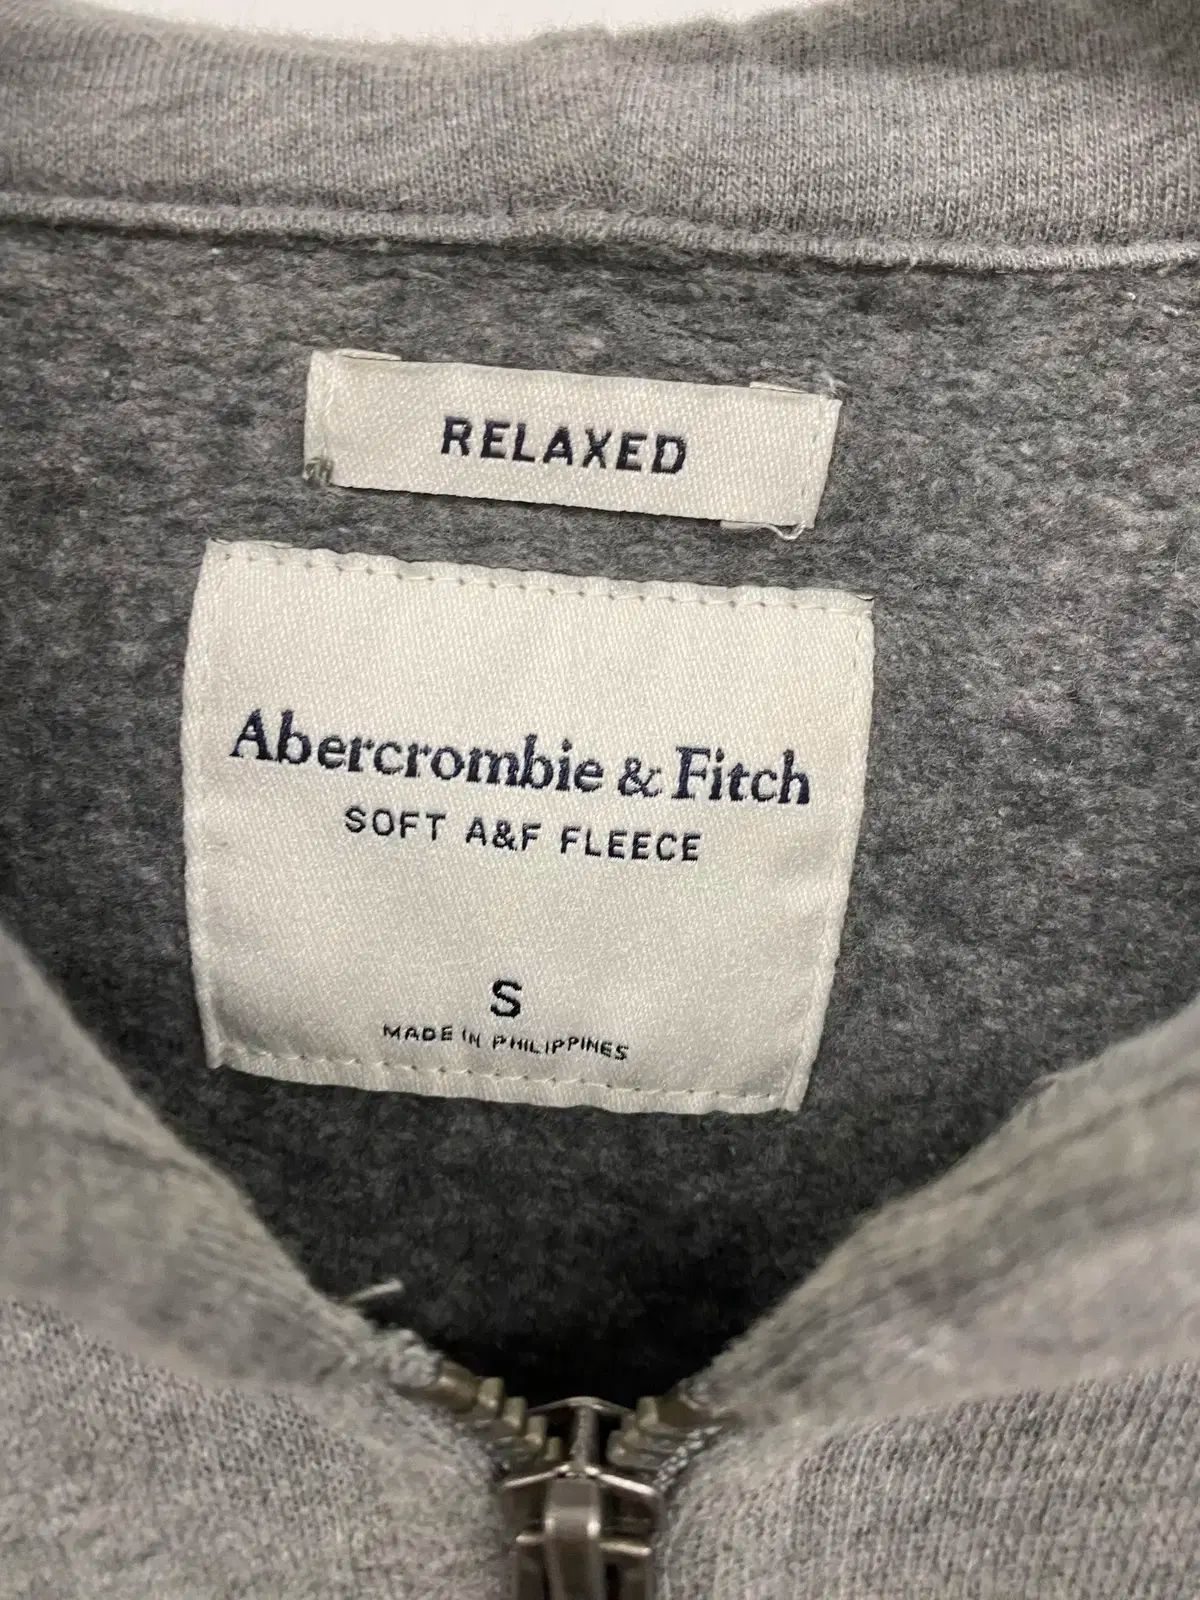 RELAXED
Abercrombie & Fitch
SOFT A&F FLEECE
S
MADE IN PHILIPPINES